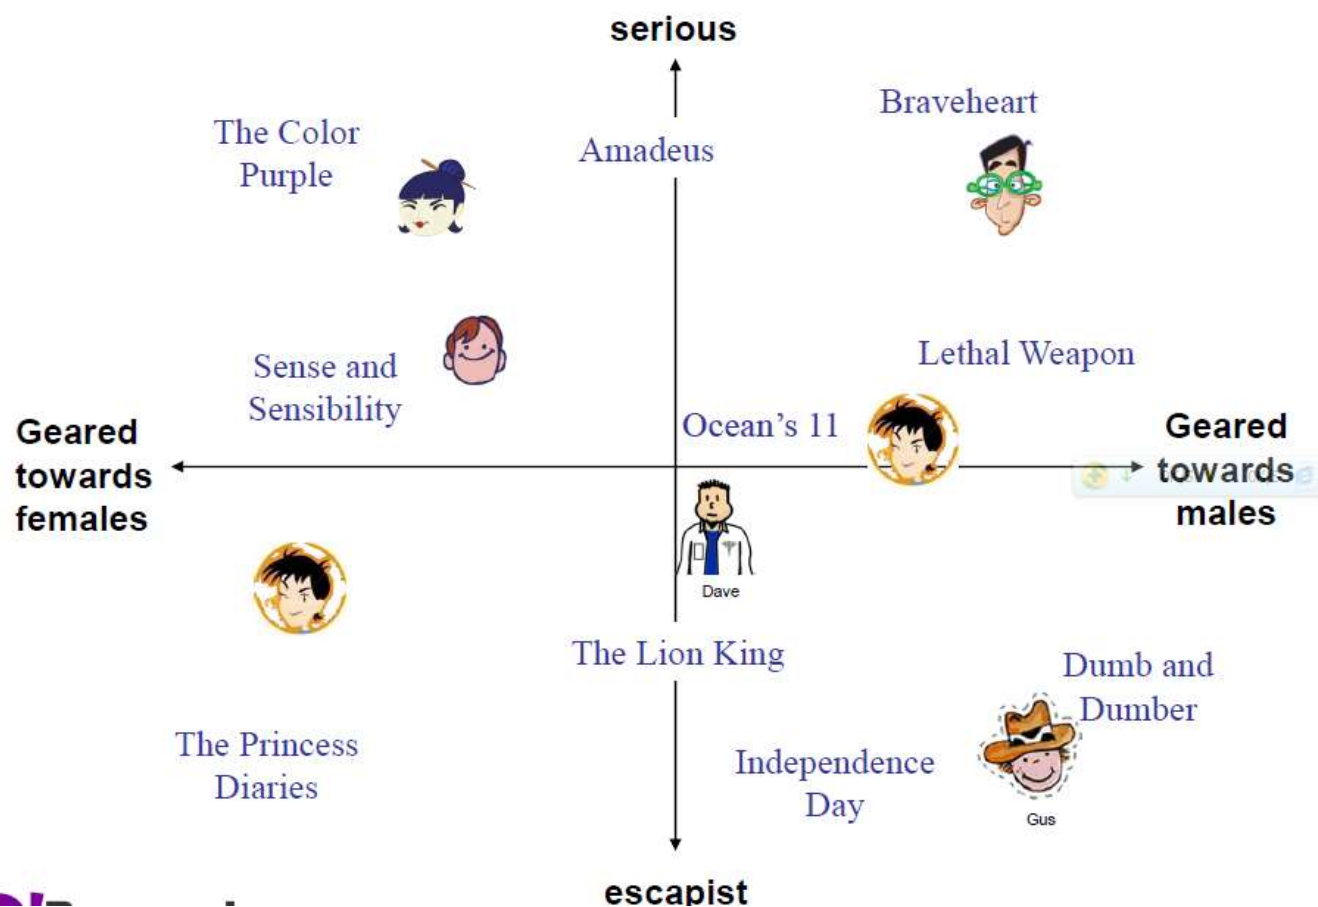 serious
Braveheart
The Color
Purple
Amadeus
Lethal Weapon
Sense and
Sensibility
Ocean's 11
Geared
towards
females
Geared
towards
males
Dave
The Lion King
Dumb and
Dumber
The Princess
Diaries
Independence
Day
Gus
escapist